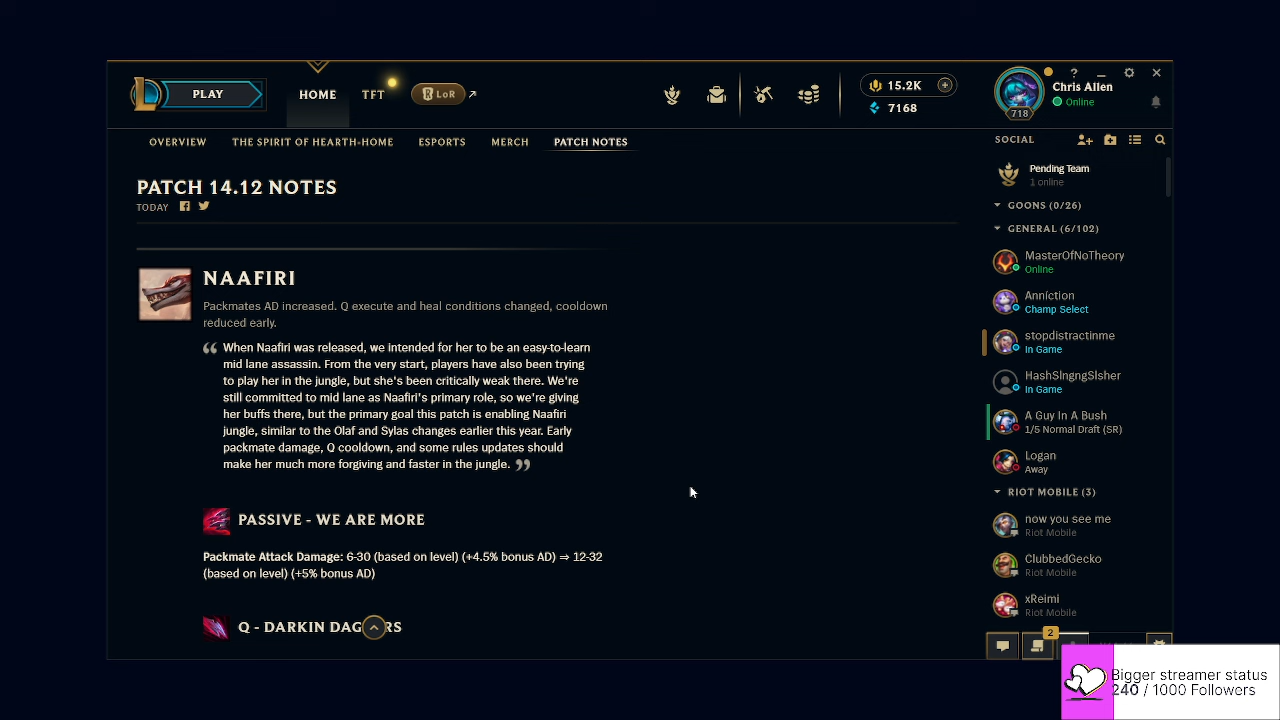 PLAY
HOME
TFT
LoR
15.2K
7168
718
?
Chris Allen
Online
OVERVIEW
THE SPIRIT OF HEARTH-HOME
ESPORTS
MERCH
PATCH NOTES
SOCIAL
PATCH 14.12 NOTES
TODAY
NAAFIRI
Packmates AD increased. Q execute and heal conditions changed, cooldown
reduced early.
“ When Naafiri was released, we intended for her to be an easy-to-learn
mid lane assassin. From the very start, players have also been trying
to play her in the jungle, but she's been critically weak there. We're
still committed to mid lane as Naafiri's primary role, so we're giving
her buffs there, but the primary goal this patch is enabling Naafiri
jungle, similar to the Olaf and Sylas changes earlier this year. Early
packmate damage, Q cooldown, and some rules updates should
make her much more forgiving and faster in the jungle. ”
PASSIVE - WE ARE MORE
Packmate Attack Damage: 6-30 (based on level) (+4.5% bonus AD) ⇒ 12-32
(based on level) (+5% bonus AD)
Pending Team
1 online
GOONS (0/26)
GENERAL (6/102)
MasterOfNoTheory
Online
Anníction
Champ Select
stopdistractinme
In Game
HashSlngngSlsher
In Game
A Guy In A Bush
1/5 Normal Draft (SR)
Logan
Away
RIOT MOBILE (3)
now you see me
Riot Mobile
ClubbedGecko
Riot Mobile
xReimi
Riot Mobile
2
Bigger streamer status
240 / 1000 Followers